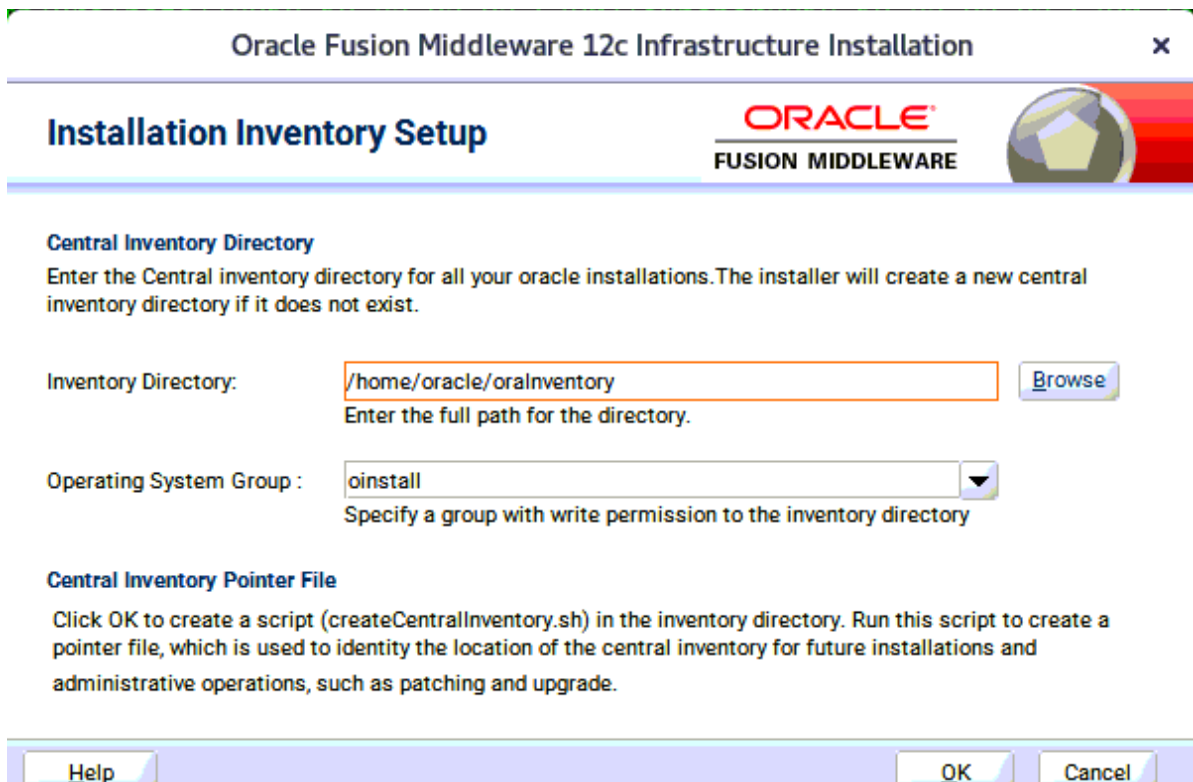 Oracle Fusion Middleware 12c Infrastructure Installation ×
Installation Inventory Setup
ORACLE
FUSION MIDDLEWARE
Central Inventory Directory
Enter the Central inventory directory for all your oracle installations.The installer will create a new central
inventory directory if it does not exist.
Inventory Directory: /home/oracle/oraInventory Browse
Enter the full path for the directory.
Operating System Group : oinstall
Specify a group with write permission to the inventory directory
Central Inventory Pointer File
Click OK to create a script (createCentralInventory.sh) in the inventory directory. Run this script to create a
pointer file, which is used to identity the location of the central inventory for future installations and
administrative operations, such as patching and upgrade.
Help OK Cancel